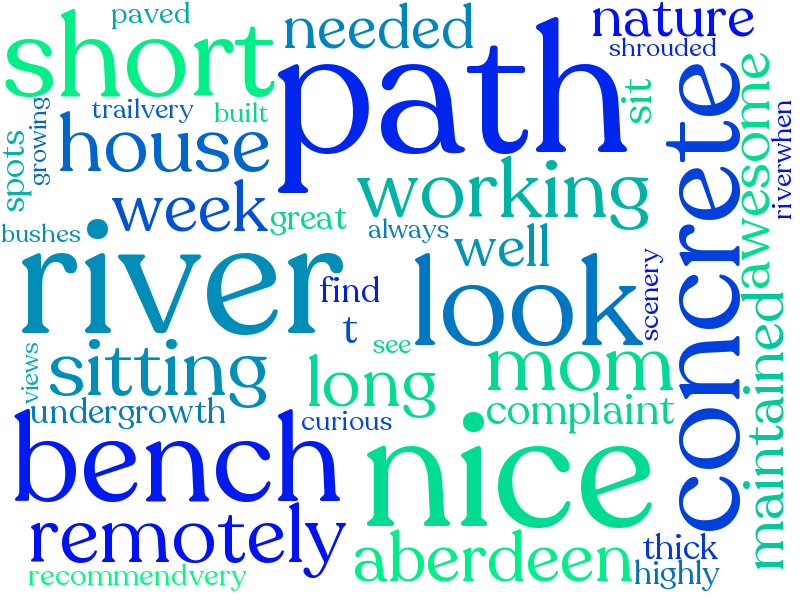 paved
needed
nature
short
path
shrouded
trailvery
built
sit
concrete
awesome
riverwhen
growing
spots
house
working
week
great
always
well
bushes
river
find
look
scenery
t
see
views
sitting
long
mom
maintained
undergrowth
curious
complaint
bench
nice
remotely
aberdeen
thick
recommendvery
highly